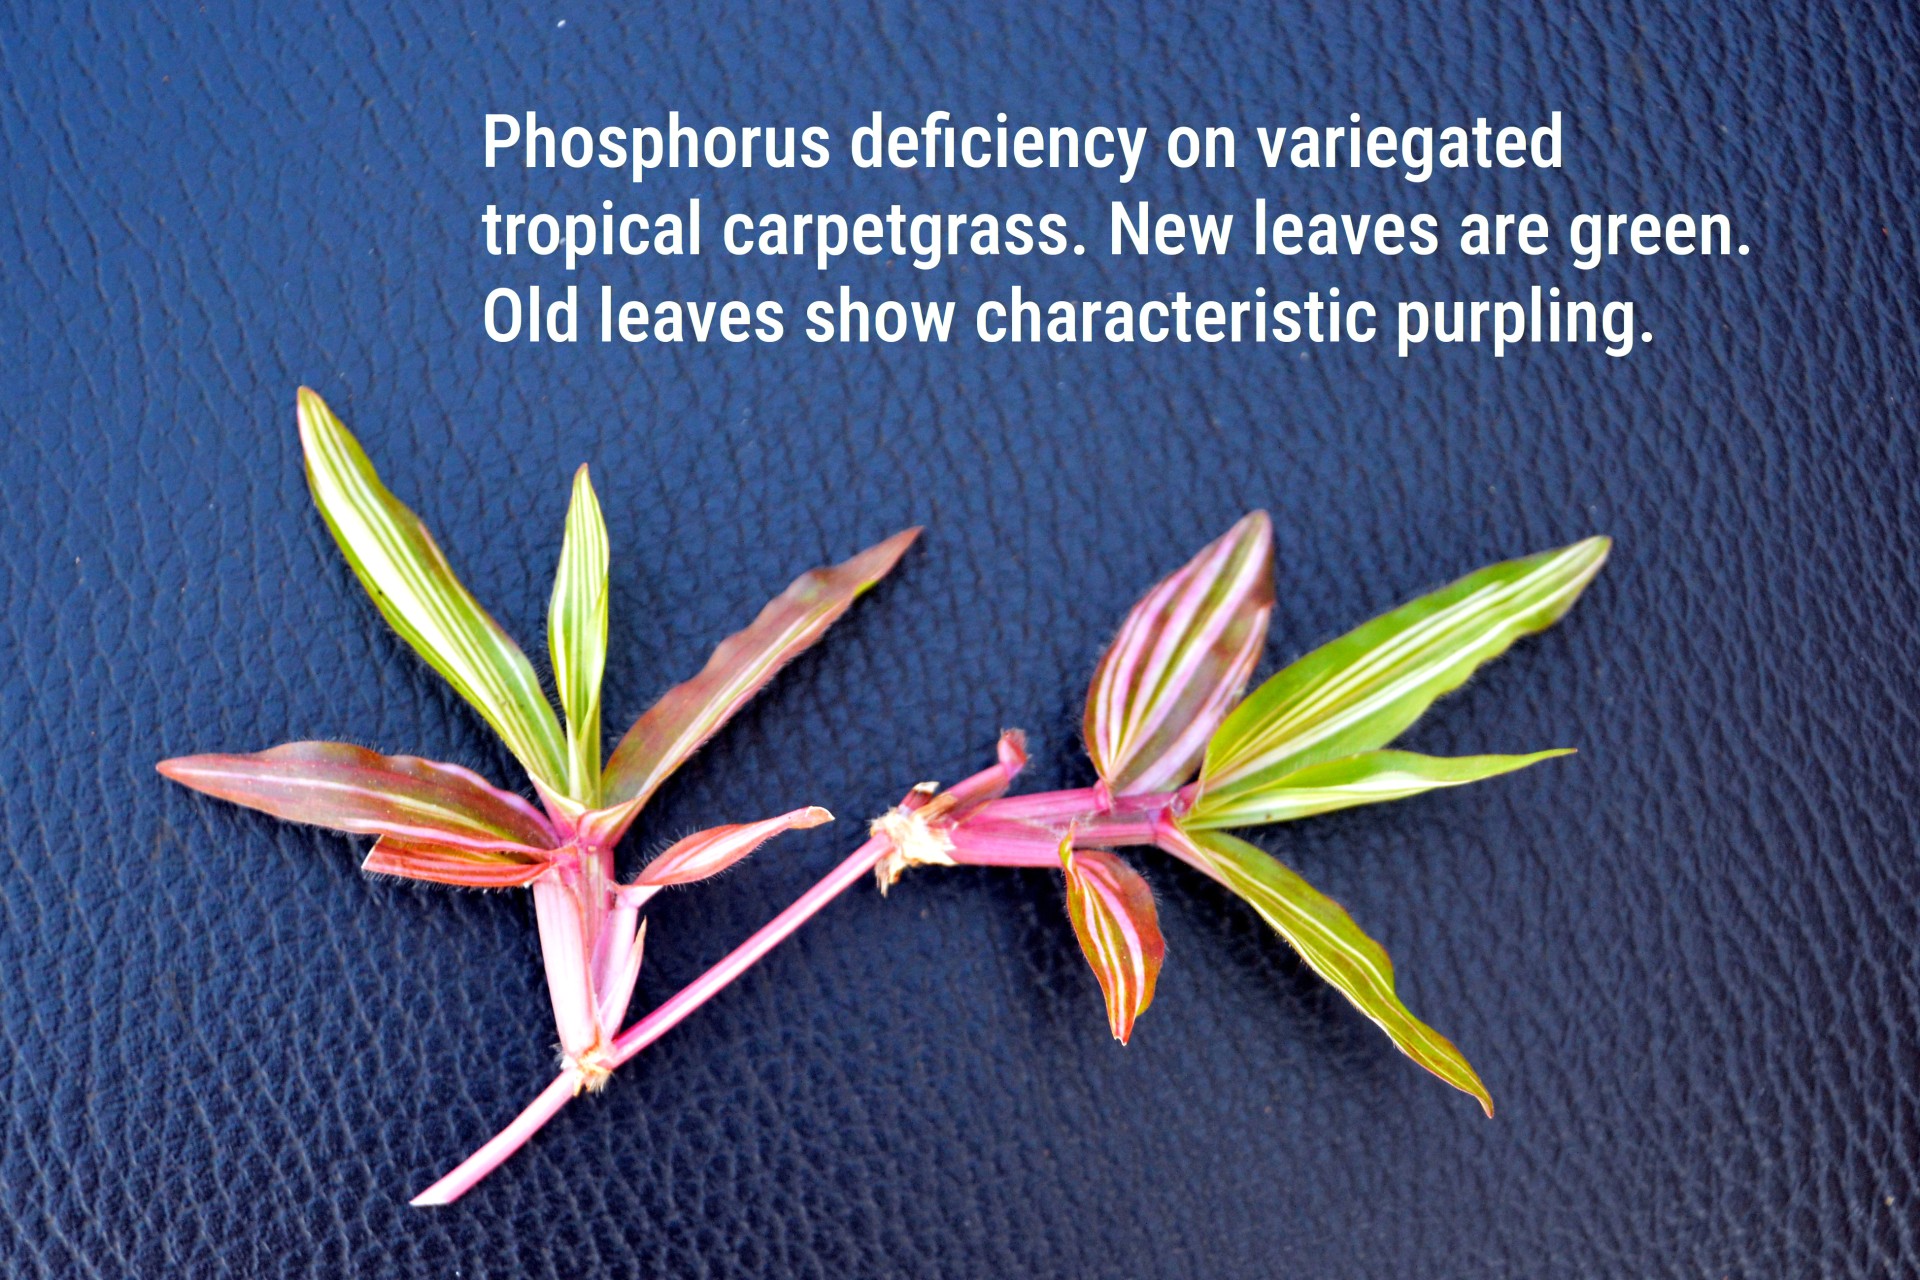 Phosphorus deficiency on variegated
tropical carpetgrass. New leaves are green.
Old leaves show characteristic purpling.